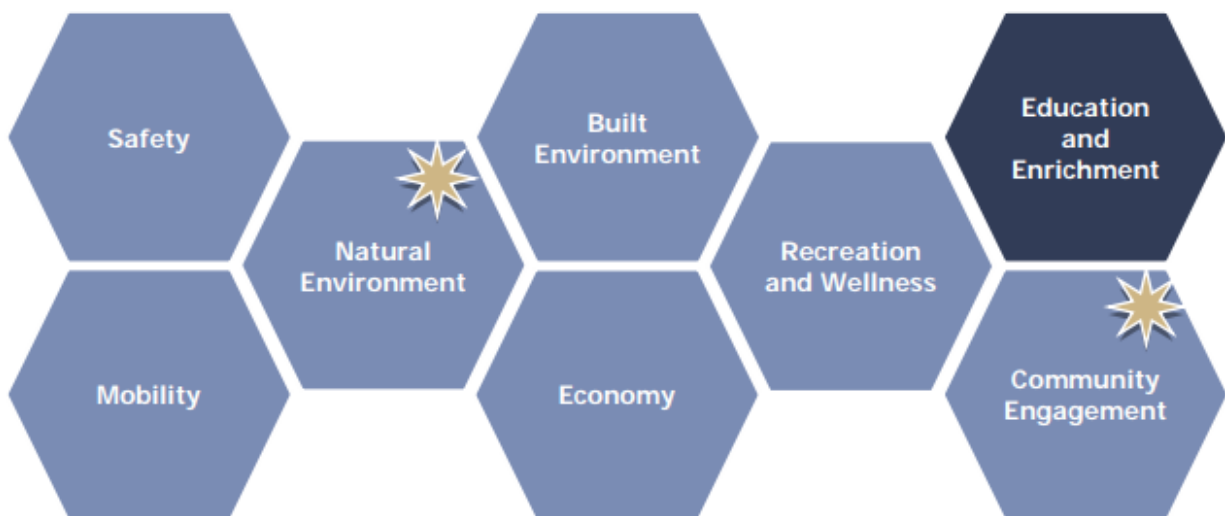 Safety
Mobility
Natural
Environment
Built
Environment
Economy
Recreation
and Wellness
Education
and
Enrichment
Community
Engagement